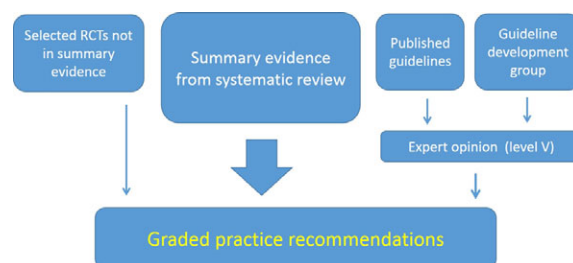 Selected RCTs not
in summary
evidence
Summary evidence
from systematic review
Published
guidelines
Guideline
development
group
Expert opinion (level V)
Graded practice recommendations